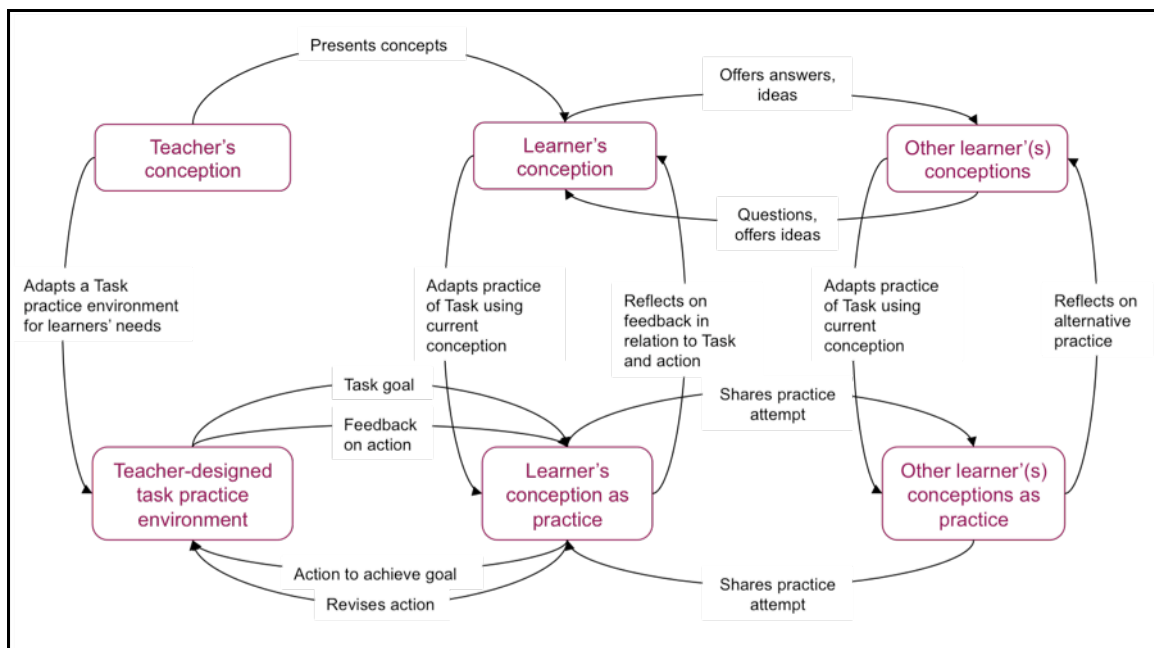 Presents concepts
Offers answers,
ideas
Teacher's
conception
Learner's
conception
Other learner'(s)
conceptions
Questions,
offers ideas
Adapts a Task
practice environment
for learners' needs
Adapts practice
of Task using
current
conception
Reflects on
feedback in
relation to Task
and action
Adapts practice
of Task using
current
conception
Reflects on
alternative
practice
Task goal
Feedback
on action
Shares practice
attempt
Teacher-designed
task practice
environment
Learner's
conception as
practice
Other learner'(s)
conceptions as
practice
Action to achieve goal
Revises action
Shares practice
attempt